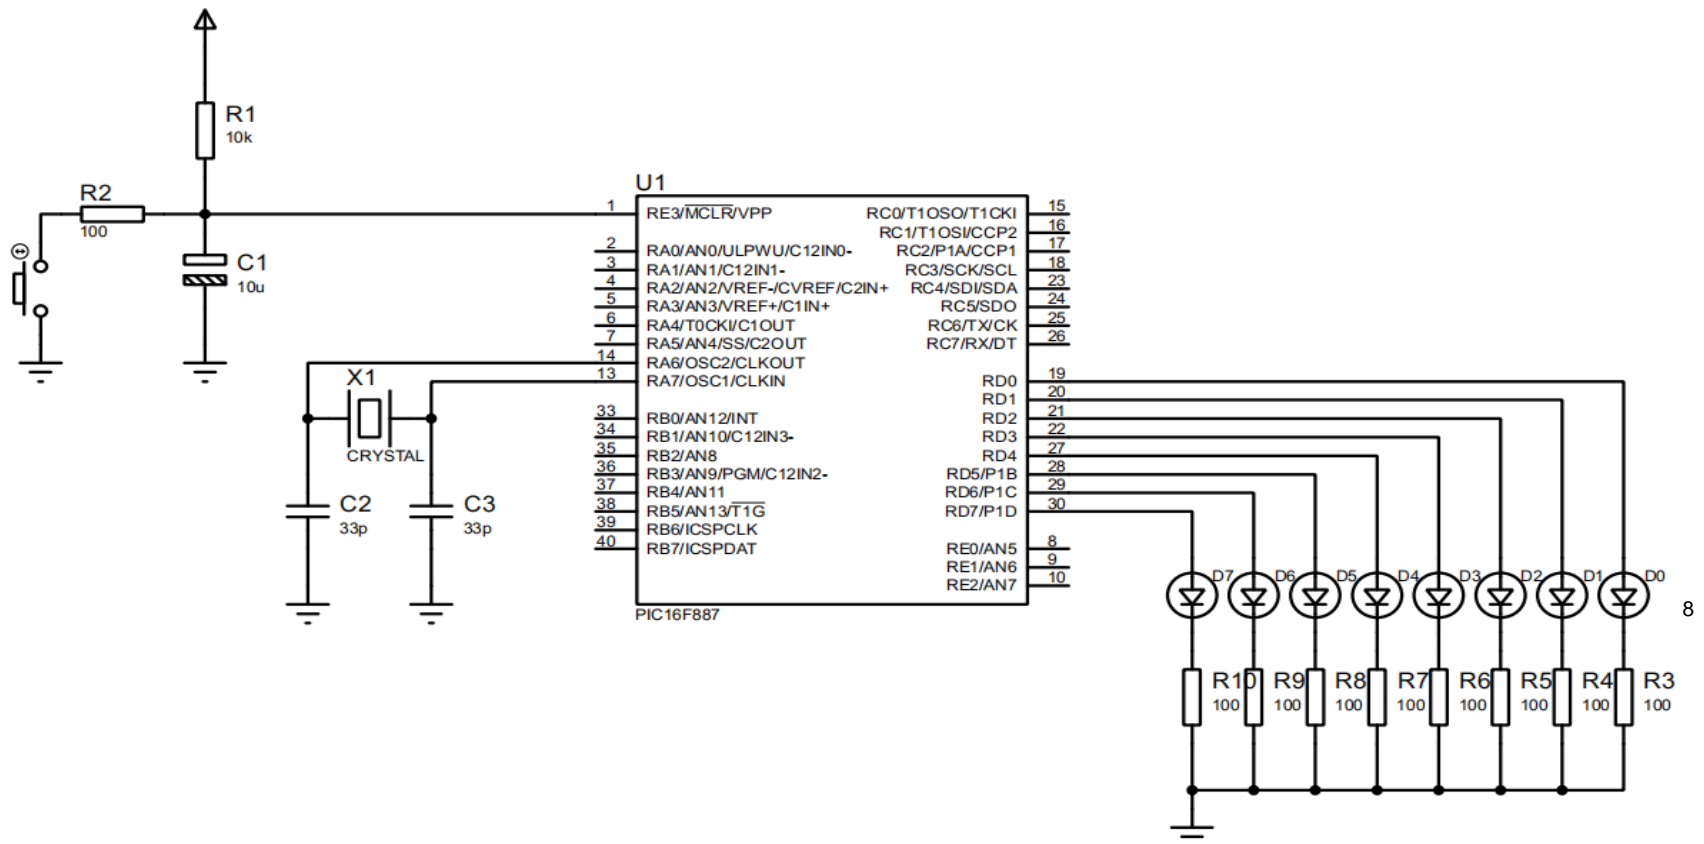 R1
10k
R2
100
C1
10u
U1
1 RE3/MCLR/VPP
2 RA0/AN0/ULPWU/C12IN0-
3 RA1/AN1/C12IN1-
4 RA2/AN2/VREF-/CVREF/C2IN+
5 RA3/AN3/VREF+/C1IN+
6 RA4/T0CKI/C1OUT
7 RA5/AN4/SS/C2OUT
14 RA6/OSC2/CLKOUT
13 RA7/OSC1/CLKIN
33 RB0/AN12/INT
34 RB1/AN10/C12IN3-
35 RB2/AN8
36 RB3/AN9/PGM/C12IN2-
37 RB4/AN11
38 RB5/AN13/T1G
39 RB6/ICSPCLK
40 RB7/ICSPDAT
RC0/T1OSO/T1CKI 15
RC1/T1OSI/CCP2 16
RC2/P1A/CCP1 17
RC3/SCK/SCL 18
RC4/SDI/SDA 23
RC5/SDO 24
RC6/TX/CK 25
RC7/RX/DT 26
RD0 19
RD1 20
RD2 21
RD3 22
RD4 27
RD5/P1B 28
RD6/P1C 29
RD7/P1D 30
RE0/AN5 8
RE1/AN6 9
RE2/AN7 10
PIC16F887
X1
CRYSTAL
C2
33p
C3
33p
D7 D6 D5 D4 D3 D2 D1 D0
8
R10 R9 R8 R7 R6 R5 R4 R3
100 100 100 100 100 100 100 100